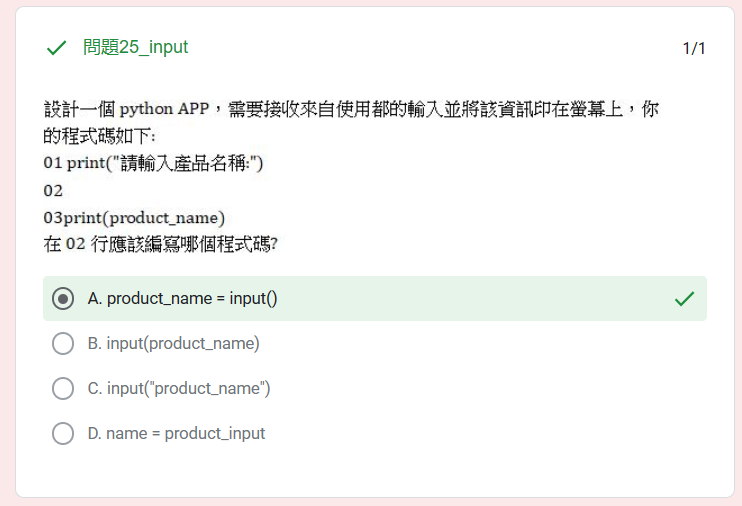 問題25_input
1/1
設計一個 python APP，需要接收來自使用都的輸入並將該資訊印在螢幕上，你
的程式碼如下:
01 print("請輸入產品名稱:")
02
03print(product_name)
在 02 行應該編寫哪個程式碼?
A. product_name = input()
B. input(product_name)
C. input("product_name")
D. name = product_input